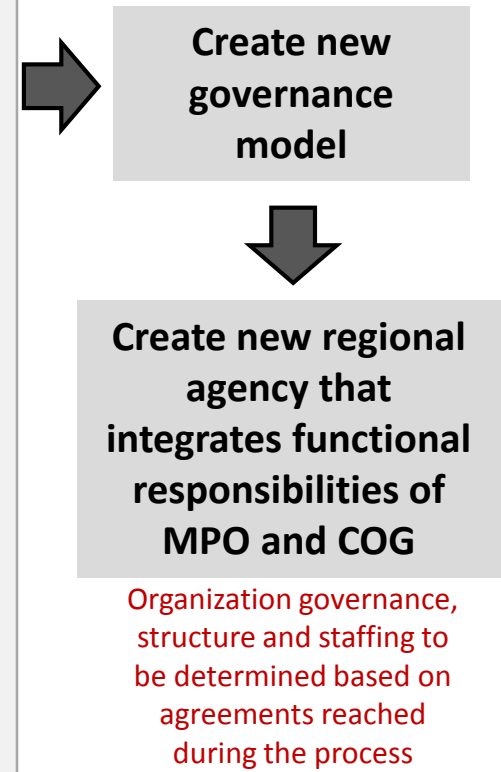 Create new
governance
model
Create new regional
agency that
integrates functional
responsibilities of
MPO and COG
Organization governance,
structure and staffing to
be determined based on
agreements reached
during the process